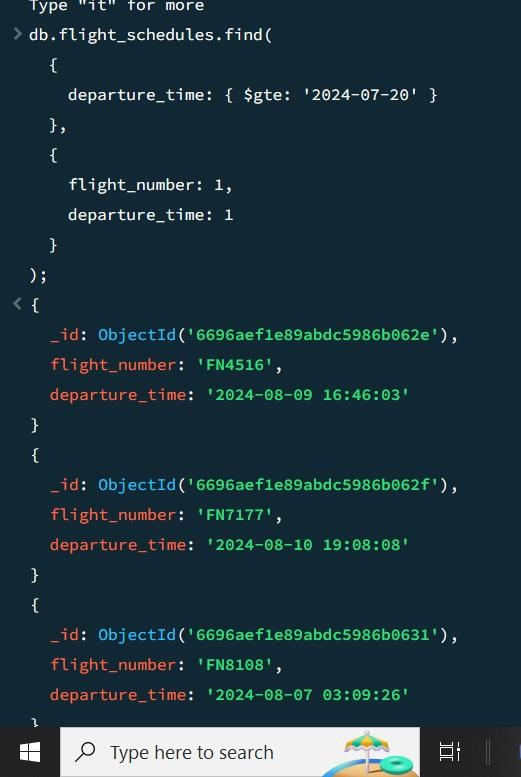 Type "it" for more
> db.flight_schedules.find(
{
departure_time: { $gte: '2024-07-20' }
},
{
flight_number: 1,
departure_time: 1
}
);
< {
_id: ObjectId('6696aef1e89abdc5986b062e'),
flight_number: 'FN4516',
departure_time: '2024-08-09 16:46:03'
}
{
_id: ObjectId('6696aef1e89abdc5986b062f'),
flight_number: 'FN7177',
departure_time: '2024-08-10 19:08:08'
}
{
_id: ObjectId('6696aef1e89abdc5986b0631'),
flight_number: 'FN8108',
departure_time: '2024-08-07 03:09:26'
}
Type here to search